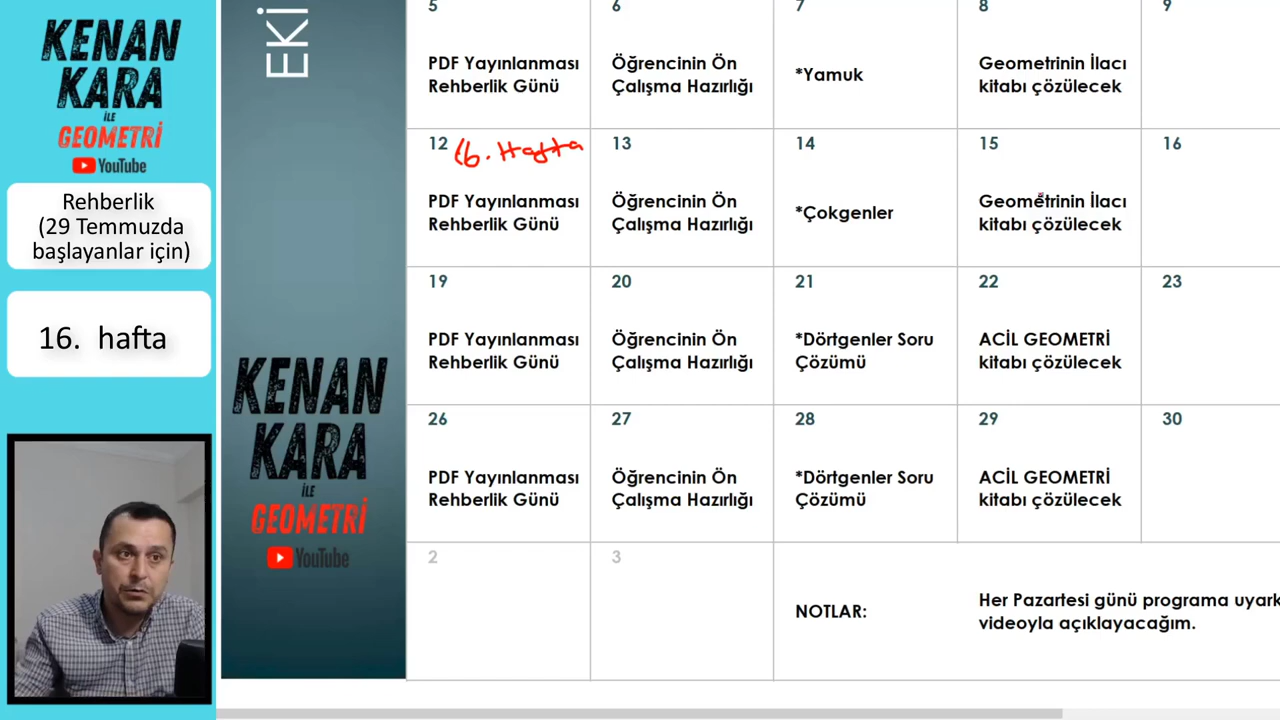 KENAN
KARA
İLE
GEOMETRİ
YouTube
Rehberlik
(29 Temmuzda
başlayanlar için)
16. hafta
EKİ
KENAN
KARA
İLE
GEOMETRİ
YouTube
5 6 7 8 9
PDF Yayınlanması
Rehberlik Günü
Öğrencinin Ön
Çalışma Hazırlığı
*Yamuk
Geometrinin İlacı
kitabı çözülecek
12 16. Hafta 13 14 15 16
PDF Yayınlanması
Rehberlik Günü
Öğrencinin Ön
Çalışma Hazırlığı
*Çokgenler
Geometrinin İlacı
kitabı çözülecek
19 20 21 22 23
PDF Yayınlanması
Rehberlik Günü
Öğrencinin Ön
Çalışma Hazırlığı
*Dörtgenler Soru
Çözümü
ACİL GEOMETRİ
kitabı çözülecek
26 27 28 29 30
PDF Yayınlanması
Rehberlik Günü
Öğrencinin Ön
Çalışma Hazırlığı
*Dörtgenler Soru
Çözümü
ACİL GEOMETRİ
kitabı çözülecek
2 3
NOTLAR:
Her Pazartesi günü programa uyark
videoyla açıklayacağım.